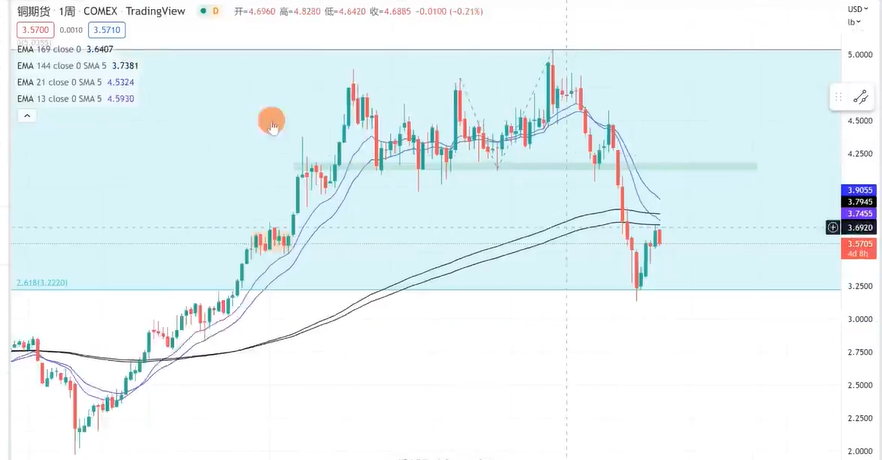 铜期货 · 1周 · COMEX · TradingView D 开=4.6960 高=4.8280 低=4.6420 收=4.6885 -0.0100 (-0.21%)
USD
lb
3.5700 0.0010 3.5710
EMA 169 close 0 3.6407
EMA 144 close 0 SMA 5 3.7381
EMA 21 close 0 SMA 5 4.5324
EMA 13 close 0 SMA 5 4.5930
5.0000
4.5000
4.2500
3.9055
3.7945
3.7455
3.6920
3.5705
4d 8h
2.618(3.2220)
3.2500
3.0000
2.7500
2.5000
2.2500
2.0000